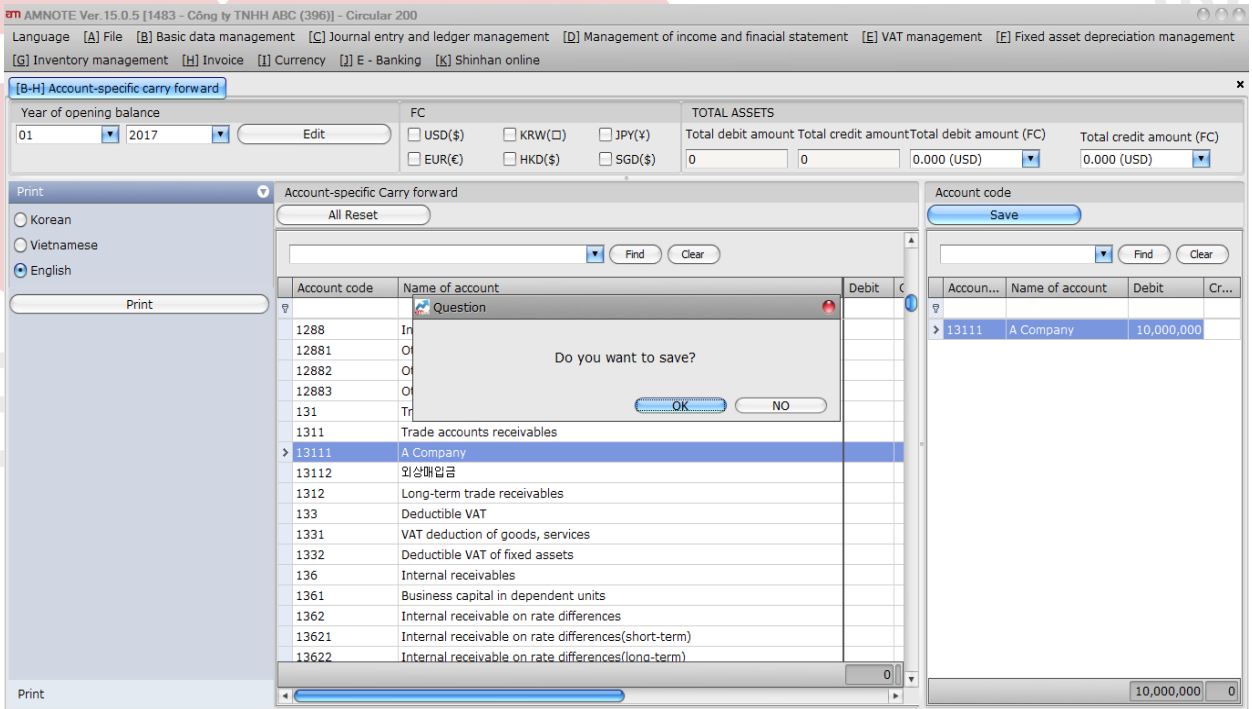 am AMNOTE Ver.15.0.5 [1483 - Công ty TNHH ABC (396)] - Circular 200
Language [A] File [B] Basic data management [C] Journal entry and ledger management [D] Management of income and finacial statement [E] VAT management [F] Fixed asset depreciation management
[G] Inventory management [H] Invoice [I] Currency [J] E - Banking [K] Shinhan online
[B-H] Account-specific carry forward
Year of opening balance
01 2017 Edit
FC
USD($) KRW(□) JPY(¥)
EUR(€) HKD($) SGD($)
TOTAL ASSETS
Total debit amount Total credit amount Total debit amount (FC) Total credit amount (FC)
0 0 0.000 (USD) 0.000 (USD)
Print
Korean
Vietnamese
English
Print
Print
Account-specific Carry forward
All Reset
Find Clear
Account code Name of account Debit
1288 In
12881
12882
12883
131 Tr
1311 Trade accounts receivables
13111 A Company
13112 외상매입금
1312 Long-term trade receivables
133 Deductible VAT
1331 VAT deduction of goods, services
1332 Deductible VAT of fixed assets
136 Internal receivables
1361 Business capital in dependent units
1362 Internal receivable on rate differences
13621 Internal receivable on rate differences(short-term)
13622 Internal receivable on rate differences(long-term)
0
Question
Do you want to save?
OK NO
Account code
Save
Find Clear
Accoun... Name of account Debit Cr...
13111 A Company 10,000,000
10,000,000 0